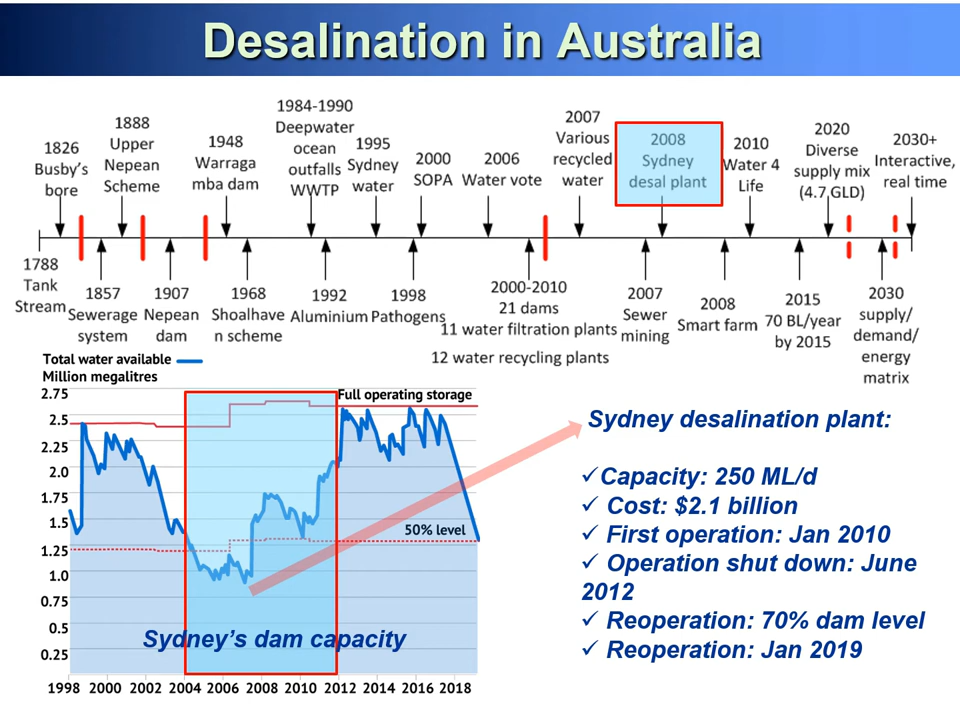 Desalination in Australia
1826
Busby's
bore
1888
Upper
Nepean
Scheme
1948
Warraga
mba dam
1984-1990
Deepwater
ocean
outfalls
WWTP
1995
Sydney
water
2000
SOPA
2006
Water vote
2007
Various
recycled
water
2008
Sydney
desal plant
2010
Water 4
Life
2020
Diverse
supply mix
(4.7 GLD)
2030+
Interactive,
real time
1788
Tank
Stream
1857
Sewerage
system
1907
Nepean
dam
1968
Shoalhave
n scheme
1992
Aluminium
1998
Pathogens
2000-2010
21 dams
11 water filtration plants
12 water recycling plants
2007
Sewer
mining
2008
Smart farm
2015
70 BL/year
by 2015
2030
supply/
demand/
energy
matrix
Total water available
Million megalitres
2.75
2.5
2.25
2.0
1.75
1.5
1.25
1.0
0.75
0.5
0.25
Full operating storage
50% level
Sydney's dam capacity
1998 2000 2002 2004 2006 2008 2010 2012 2014 2016 2018
Sydney desalination plant:
✓Capacity: 250 ML/d
✓ Cost: $2.1 billion
✓ First operation: Jan 2010
✓ Operation shut down: June
2012
✓ Reoperation: 70% dam level
✓ Reoperation: Jan 2019